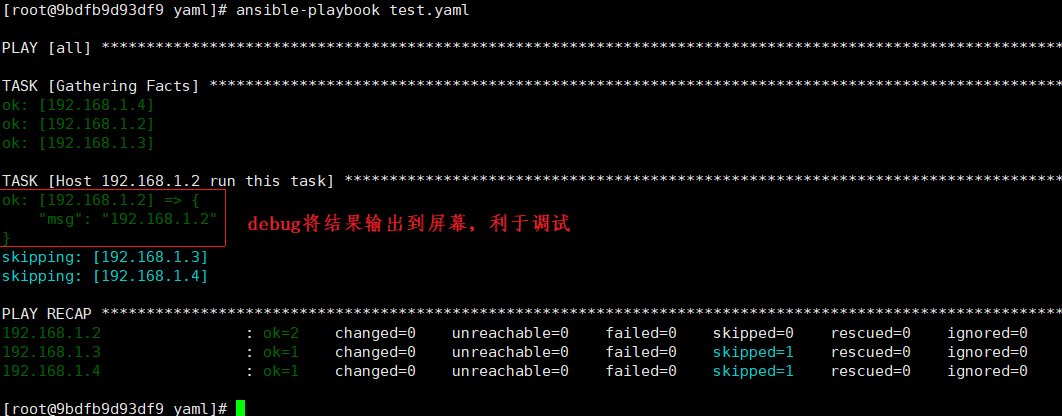 [root@9bdfb9d93df9 yaml]# ansible-playbook test.yaml
PLAY [all] ***********************************************************************************************************
TASK [Gathering Facts] ***********************************************************************************************
ok: [192.168.1.4]
ok: [192.168.1.2]
ok: [192.168.1.3]
TASK [Host 192.168.1.2 run this task] ********************************************************************************
ok: [192.168.1.2] => {
    "msg": "192.168.1.2"
}
debug将结果输出到屏幕，利于调试
skipping: [192.168.1.3]
skipping: [192.168.1.4]
PLAY RECAP ***********************************************************************************************************
192.168.1.2                : ok=2    changed=0    unreachable=0    failed=0    skipped=0    rescued=0    ignored=0
192.168.1.3                : ok=1    changed=0    unreachable=0    failed=0    skipped=1    rescued=0    ignored=0
192.168.1.4                : ok=1    changed=0    unreachable=0    failed=0    skipped=1    rescued=0    ignored=0
[root@9bdfb9d93df9 yaml]#